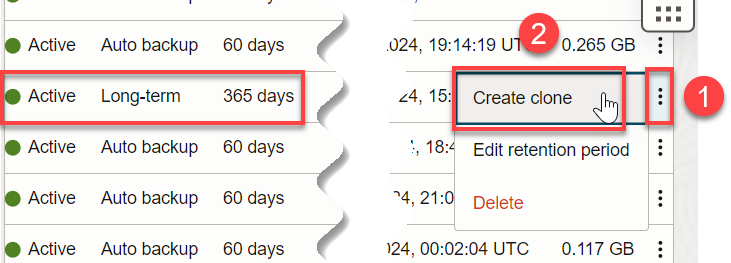 Active Auto backup 60 days 024, 19:14:19 UTC 0.265 GB
2
Active Long-term 365 days 24, 15: Create clone
1
Active Auto backup 60 days , 18:4 Edit retention period
Active Auto backup 60 days 24, 21:0 Delete
Active Auto backup 60 days 024, 00:02:04 UTC 0.117 GB